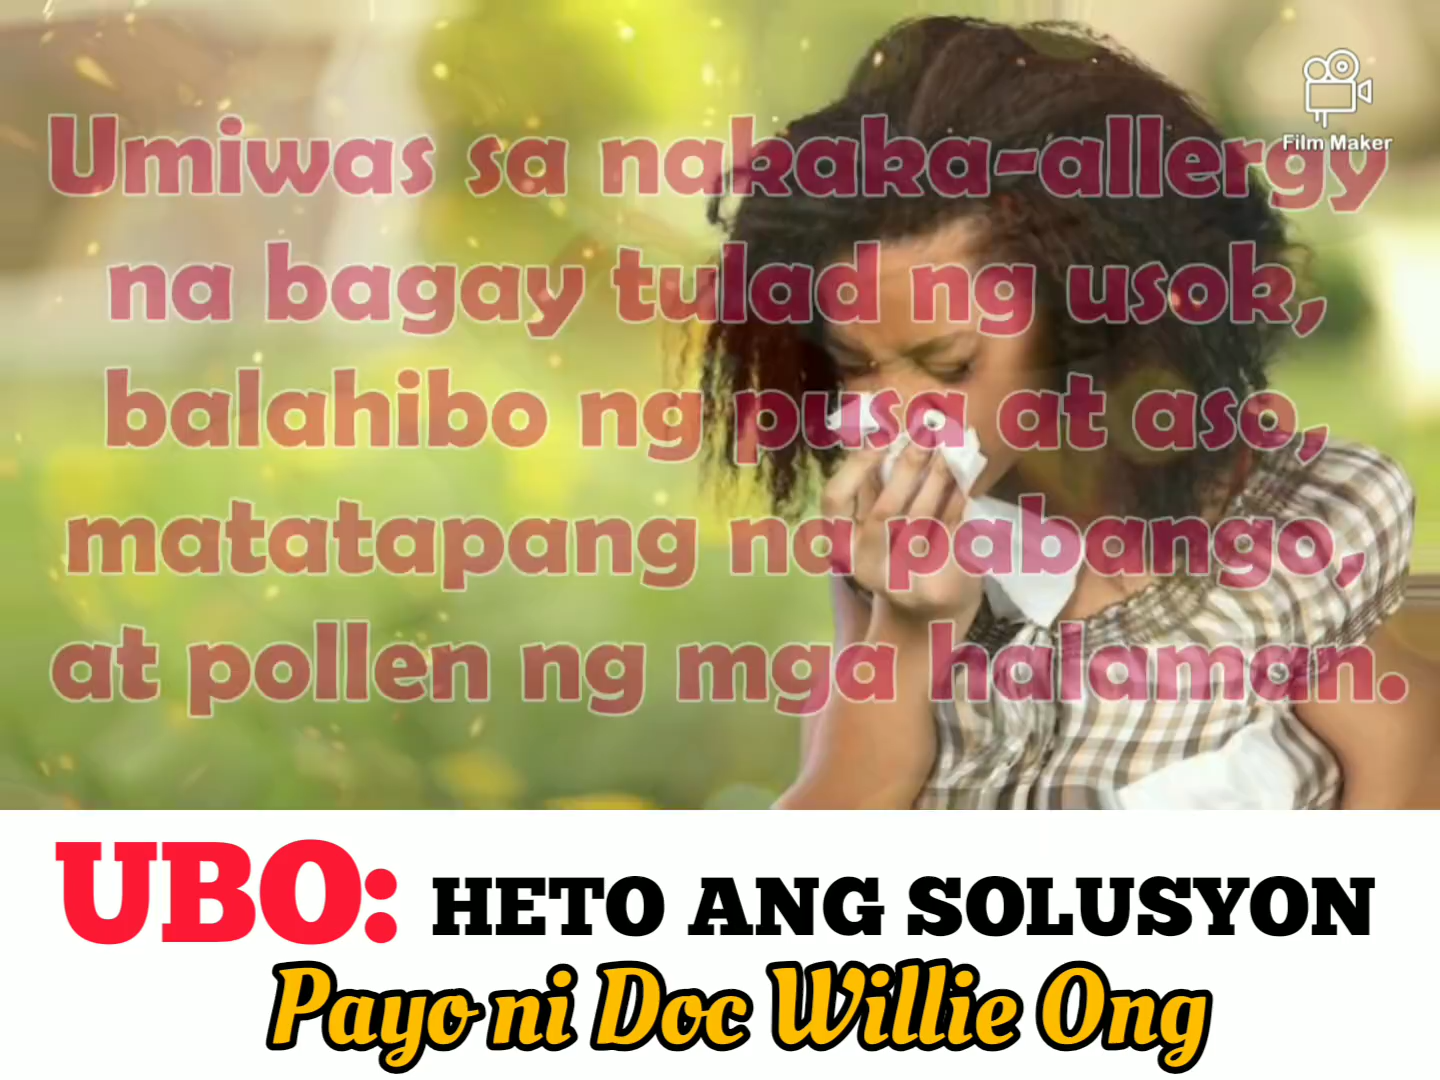 Film Maker
Umiwas sa nakaka-allergy
na bagay tulad ng usok,
balahibo ng pusa at aso,
matatapang na pabango,
at pollen ng mga halaman.
UBO: HETO ANG SOLUSYON
Payo ni Doc Willie Ong